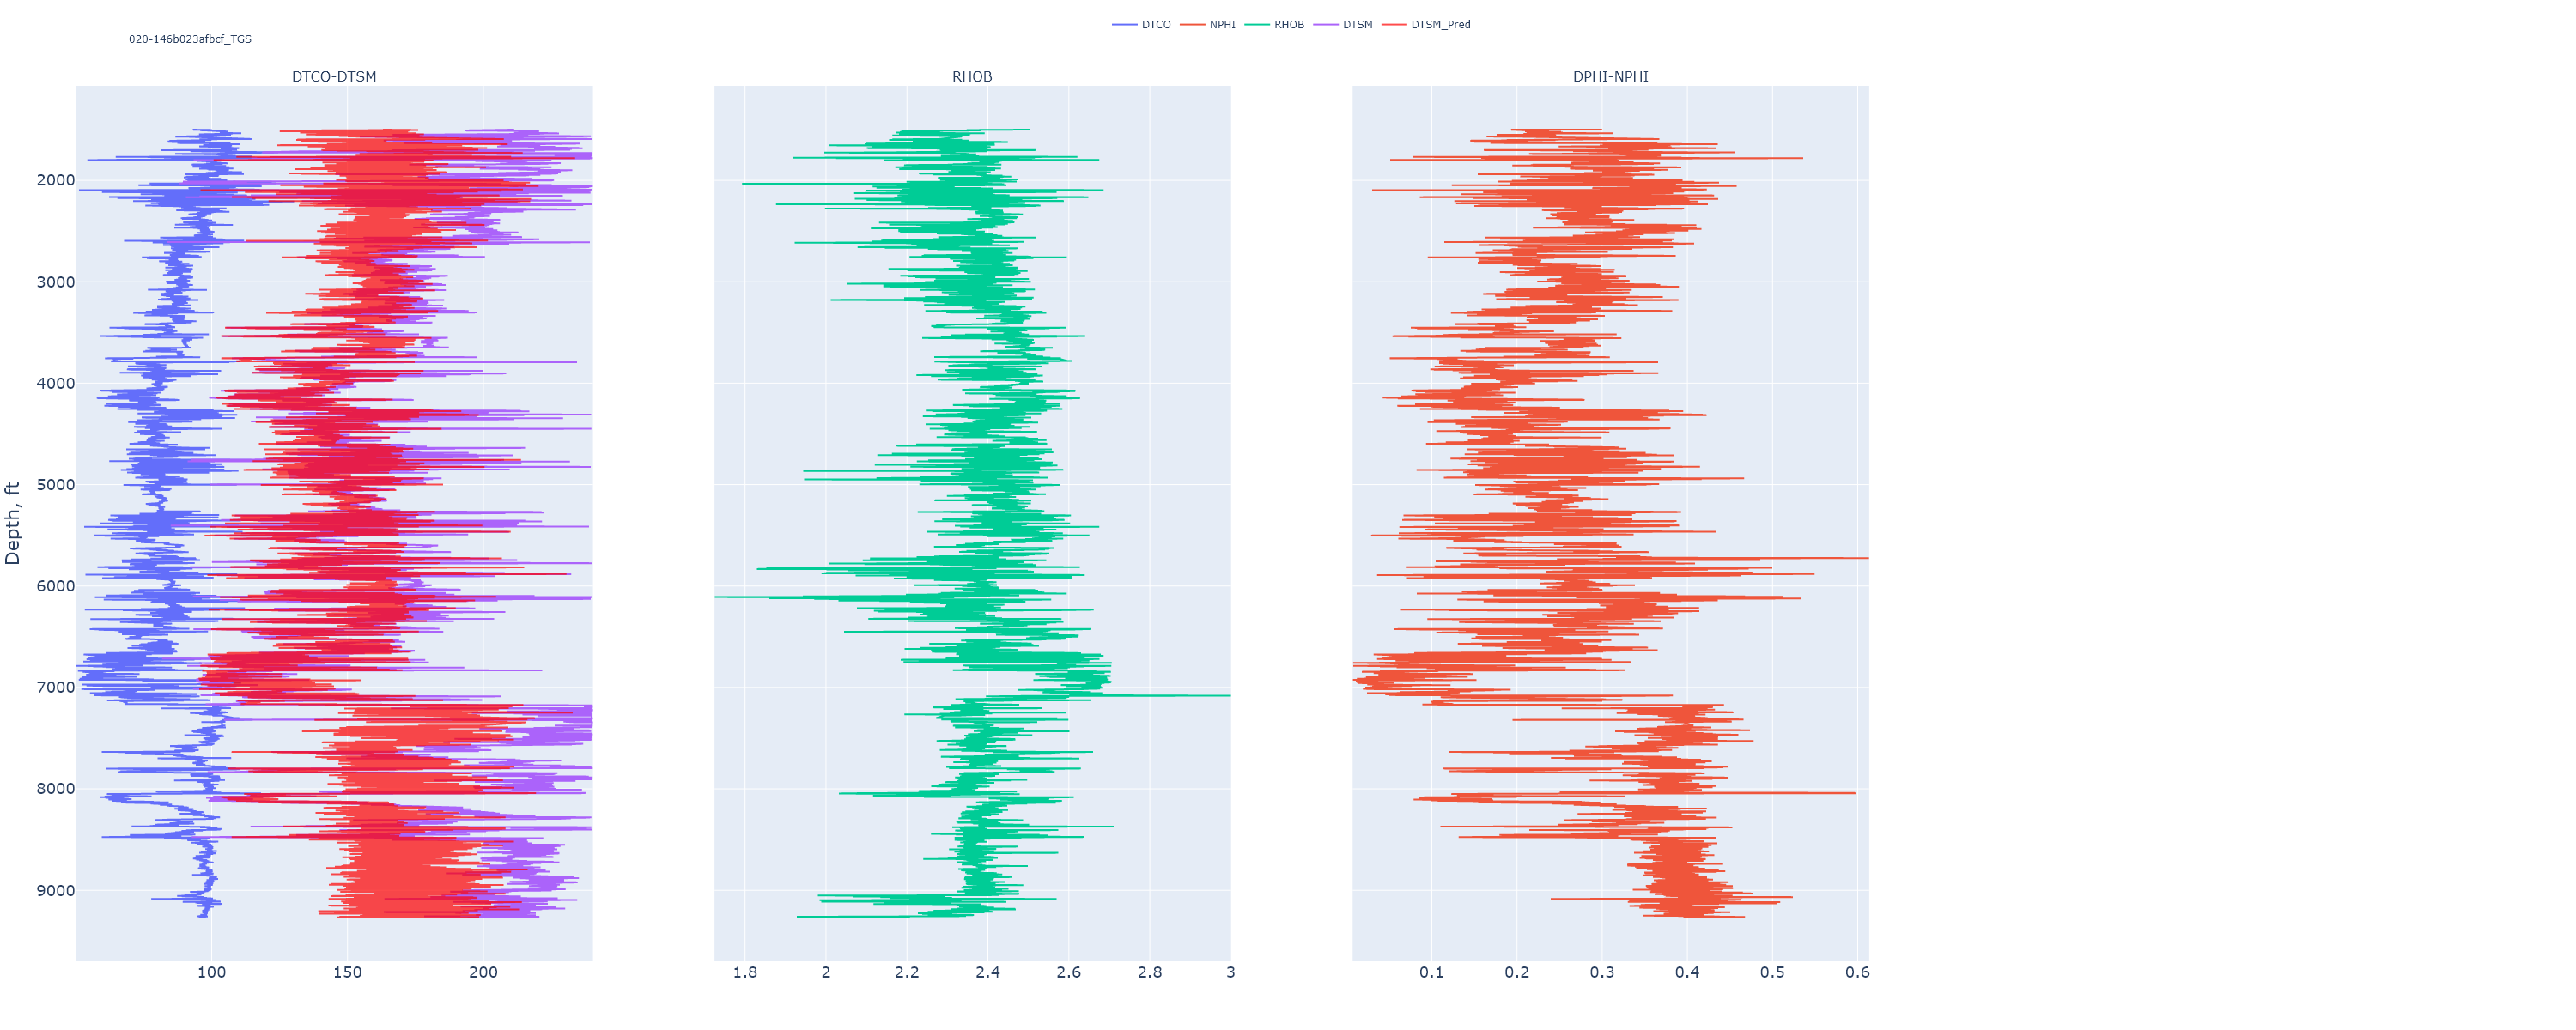 DTCO NPHI RHOB DTSM DTSM_Pred
020-146b023afbcf_TGS
DTCO-DTSM RHOB DPHI-NPHI
Depth, ft
2000
3000
4000
5000
6000
7000
8000
9000
100 150 200 1.8 2 2.2 2.4 2.6 2.8 3 0.1 0.2 0.3 0.4 0.5 0.6